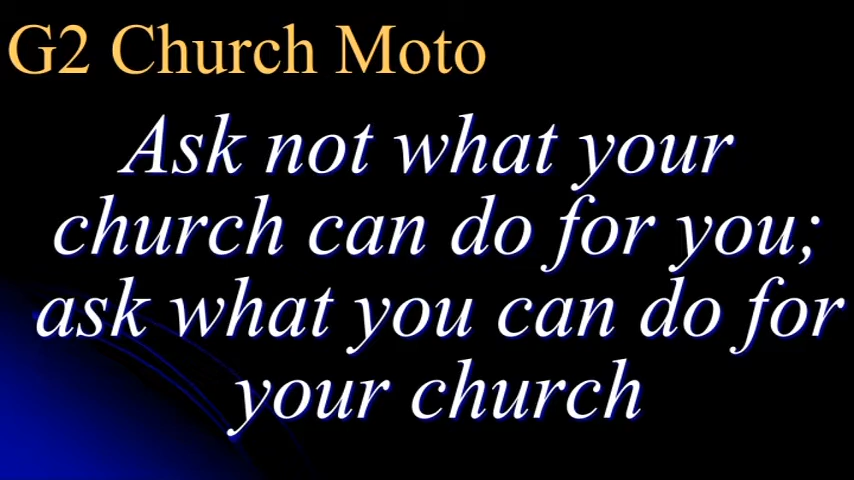 G2 Church Moto
Ask not what your
church can do for you;
ask what you can do for
your church